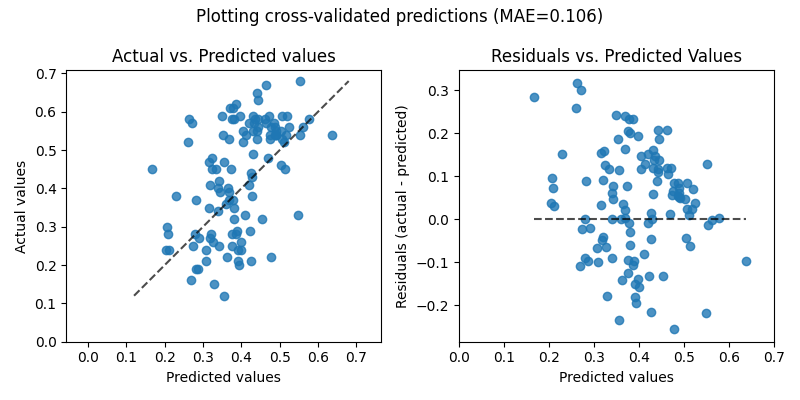 Plotting cross-validated predictions (MAE=0.106)
Actual vs. Predicted values
Actual values
0.7
0.6
0.5
0.4
0.3
0.2
0.1
0.0
0.0 0.1 0.2 0.3 0.4 0.5 0.6 0.7
Predicted values
Residuals vs. Predicted Values
Residuals (actual - predicted)
0.3
0.2
0.1
0.0
−0.1
−0.2
0.0 0.1 0.2 0.3 0.4 0.5 0.6 0.7
Predicted values